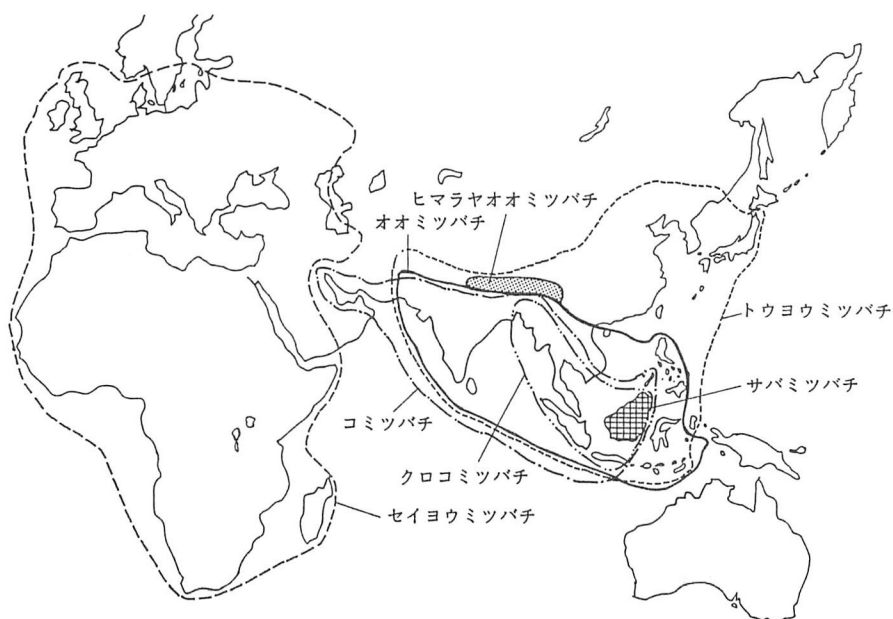 ヒマラヤオオミツバチ
オオミツバチ
トウヨウミツバチ
サバミツバチ
コミツバチ
クロコミツバチ
セイヨウミツバチ